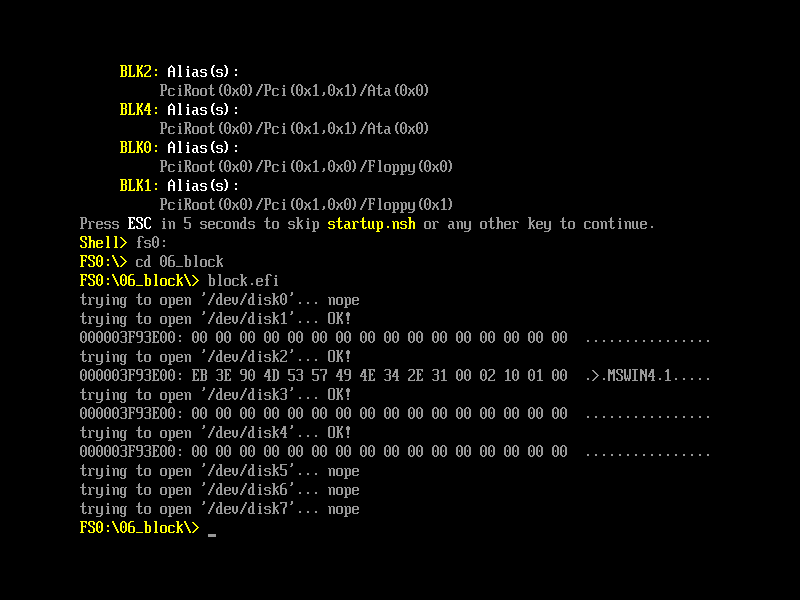 BLK2: Alias(s):
PciRoot(0x0)/Pci(0x1,0x1)/Ata(0x0)
BLK4: Alias(s):
PciRoot(0x0)/Pci(0x1,0x1)/Ata(0x0)
BLK0: Alias(s):
PciRoot(0x0)/Pci(0x1,0x0)/Floppy(0x0)
BLK1: Alias(s):
PciRoot(0x0)/Pci(0x1,0x0)/Floppy(0x1)
Press ESC in 5 seconds to skip startup.nsh or any other key to continue.
Shell> fs0:
FS0:\> cd 06_block
FS0:\06_block\> block.efi
trying to open '/dev/disk0'... nope
trying to open '/dev/disk1'... OK!
000003F93E00: 00 00 00 00 00 00 00 00 00 00 00 00 00 00 00 00  ................
trying to open '/dev/disk2'... OK!
000003F93E00: EB 3E 90 4D 53 57 49 4E 34 2E 31 00 02 10 01 00  .>.MSWIN4.1.....
trying to open '/dev/disk3'... OK!
000003F93E00: 00 00 00 00 00 00 00 00 00 00 00 00 00 00 00 00  ................
trying to open '/dev/disk4'... OK!
000003F93E00: 00 00 00 00 00 00 00 00 00 00 00 00 00 00 00 00  ................
trying to open '/dev/disk5'... nope
trying to open '/dev/disk6'... nope
trying to open '/dev/disk7'... nope
FS0:\06_block\> _